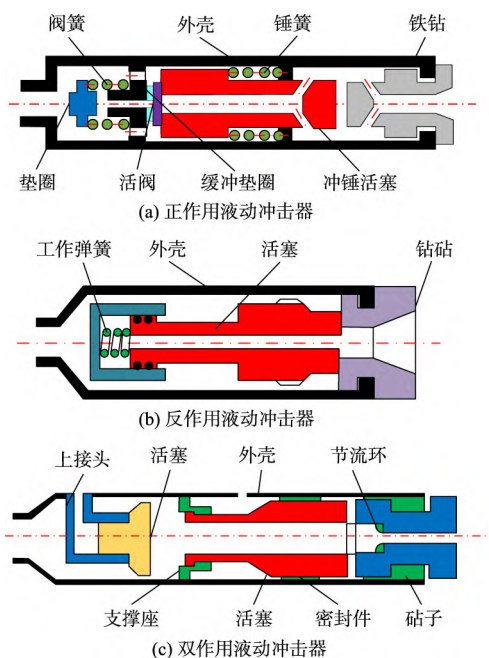 阀簧 外壳 锤簧 铁钻
垫圈 活阀 缓冲垫圈 冲锤活塞
(a) 正作用液动冲击器
工作弹簧 外壳 活塞 钻砧
(b) 反作用液动冲击器
上接头 活塞 外壳 节流环
支撑座 活塞 密封件 砧子
(c) 双作用液动冲击器